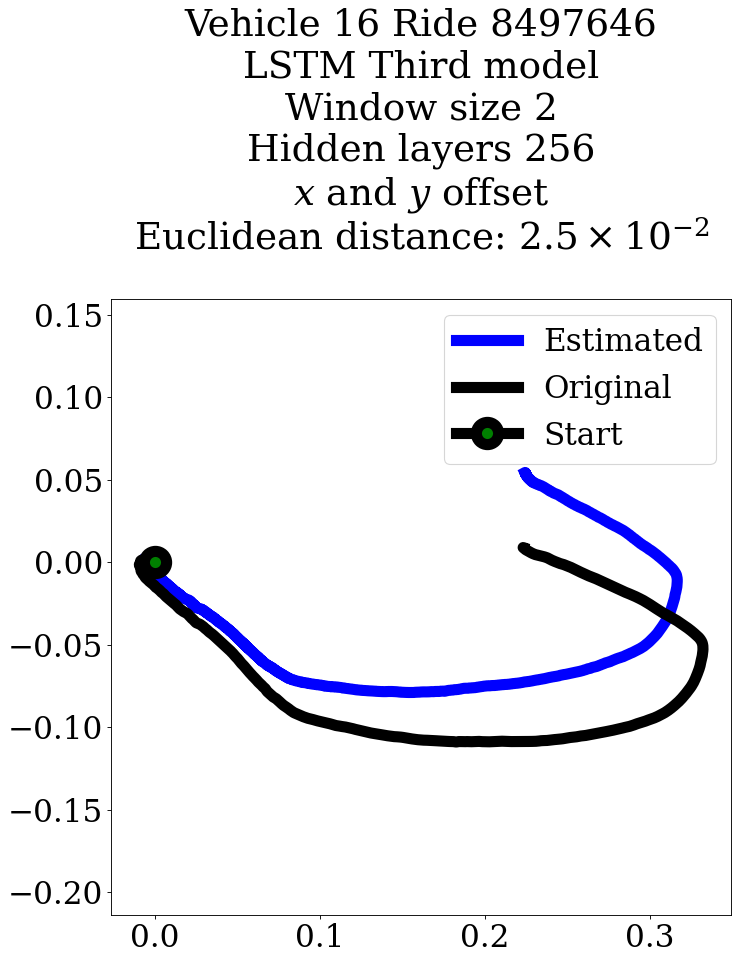 Vehicle 16 Ride 8497646
LSTM Third model
Window size 2
Hidden layers 256
x and y offset
Euclidean distance: 2.5 × 10⁻²
Estimated
Original
Start
0.15
0.10
0.05
0.00
−0.05
−0.10
−0.15
−0.20
0.0 0.1 0.2 0.3